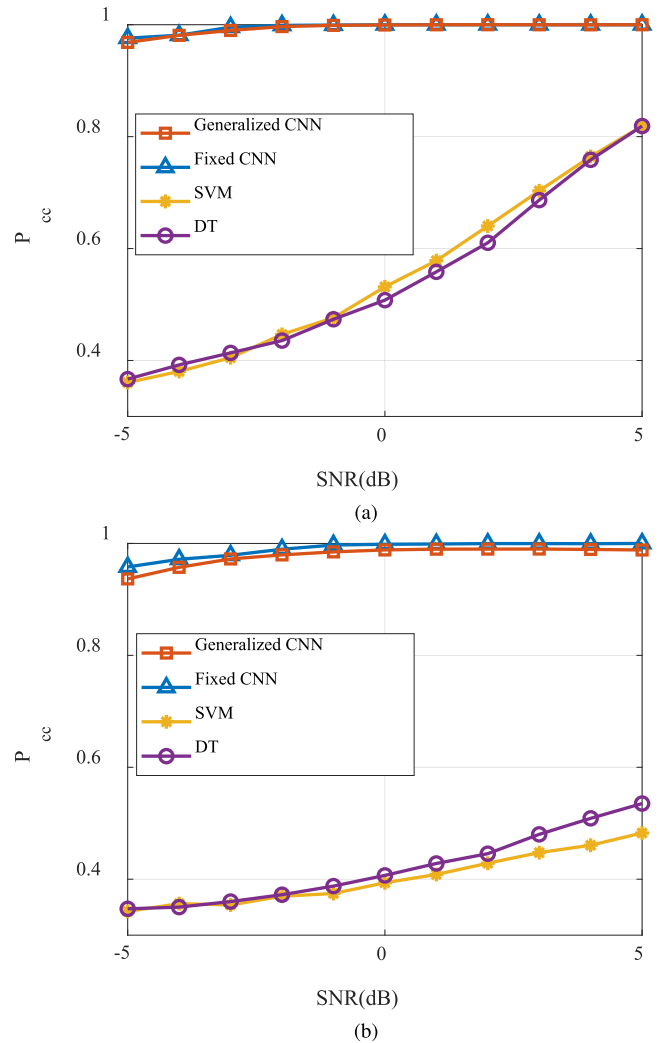 1
0.8
0.6
0.4
P cc
Generalized CNN
Fixed CNN
SVM
DT
-5 0 5
SNR(dB)
(a)
1
0.8
0.6
0.4
P cc
Generalized CNN
Fixed CNN
SVM
DT
-5 0 5
SNR(dB)
(b)